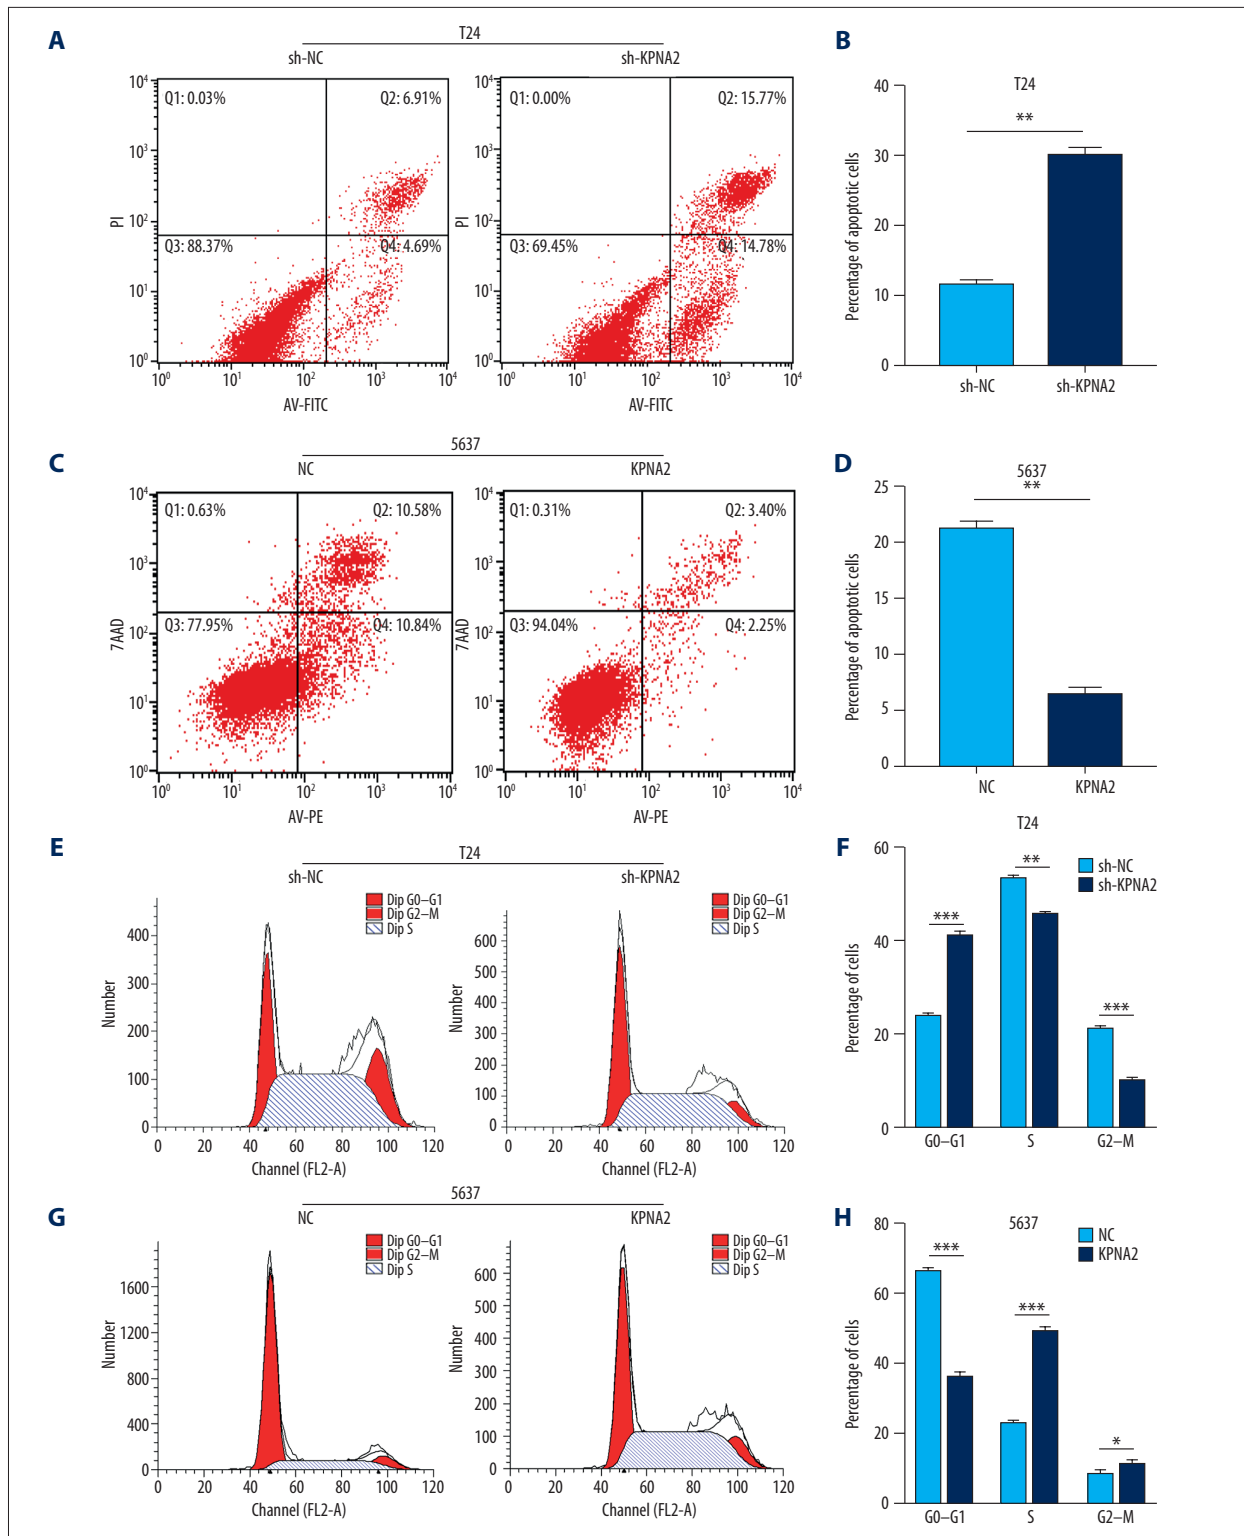 A
T24
sh-NC
sh-KPNA2
Q1: 0.03%
Q2: 6.91%
Q3: 88.37%
Q4: 4.69%
PI
10⁴
10³
10²
10¹
10⁰
10⁰ 10¹ 10² 10³ 10⁴
AV-FITC
Q1: 0.00%
Q2: 15.77%
Q3: 69.45%
Q4: 14.78%
PI
10⁴
10³
10²
10¹
10⁰
10⁰ 10¹ 10² 10³ 10⁴
AV-FITC
B
T24
**
Percentage of apoptotic cells
40
30
20
10
0
sh-NC sh-KPNA2
C
5637
NC
KPNA2
Q1: 0.63%
Q2: 10.58%
Q3: 77.95%
Q4: 10.84%
7AAD
10⁴
10³
10²
10¹
10⁰
10⁰ 10¹ 10² 10³ 10⁴
AV-PE
Q1: 0.31%
Q2: 3.40%
Q3: 94.04%
Q4: 2.25%
7AAD
10⁴
10³
10²
10¹
10⁰
10⁰ 10¹ 10² 10³ 10⁴
AV-PE
D
5637
**
Percentage of apoptotic cells
25
20
15
10
5
0
NC KPNA2
E
T24
sh-NC
sh-KPNA2
Dip G0–G1
Dip G2–M
Dip S
Number
400
300
200
100
0
0 20 40 60 80 100 120
Channel (FL2-A)
Dip G0–G1
Dip G2–M
Dip S
Number
600
500
400
300
200
100
0
0 20 40 60 80 100 120
Channel (FL2-A)
F
T24
sh-NC
sh-KPNA2
*** ** ***
Percentage of cells
60
40
20
0
G0–G1 S G2–M
G
5637
NC
KPNA2
Dip G0–G1
Dip G2–M
Dip S
Number
1600
1200
800
400
0
0 20 40 60 80 100 120
Channel (FL2-A)
Dip G0–G1
Dip G2–M
Dip S
Number
600
500
400
300
200
100
0
0 20 40 60 80 100 120
Channel (FL2-A)
H
5637
NC
KPNA2
*** *** *
Percentage of cells
80
60
40
20
0
G0–G1 S G2–M